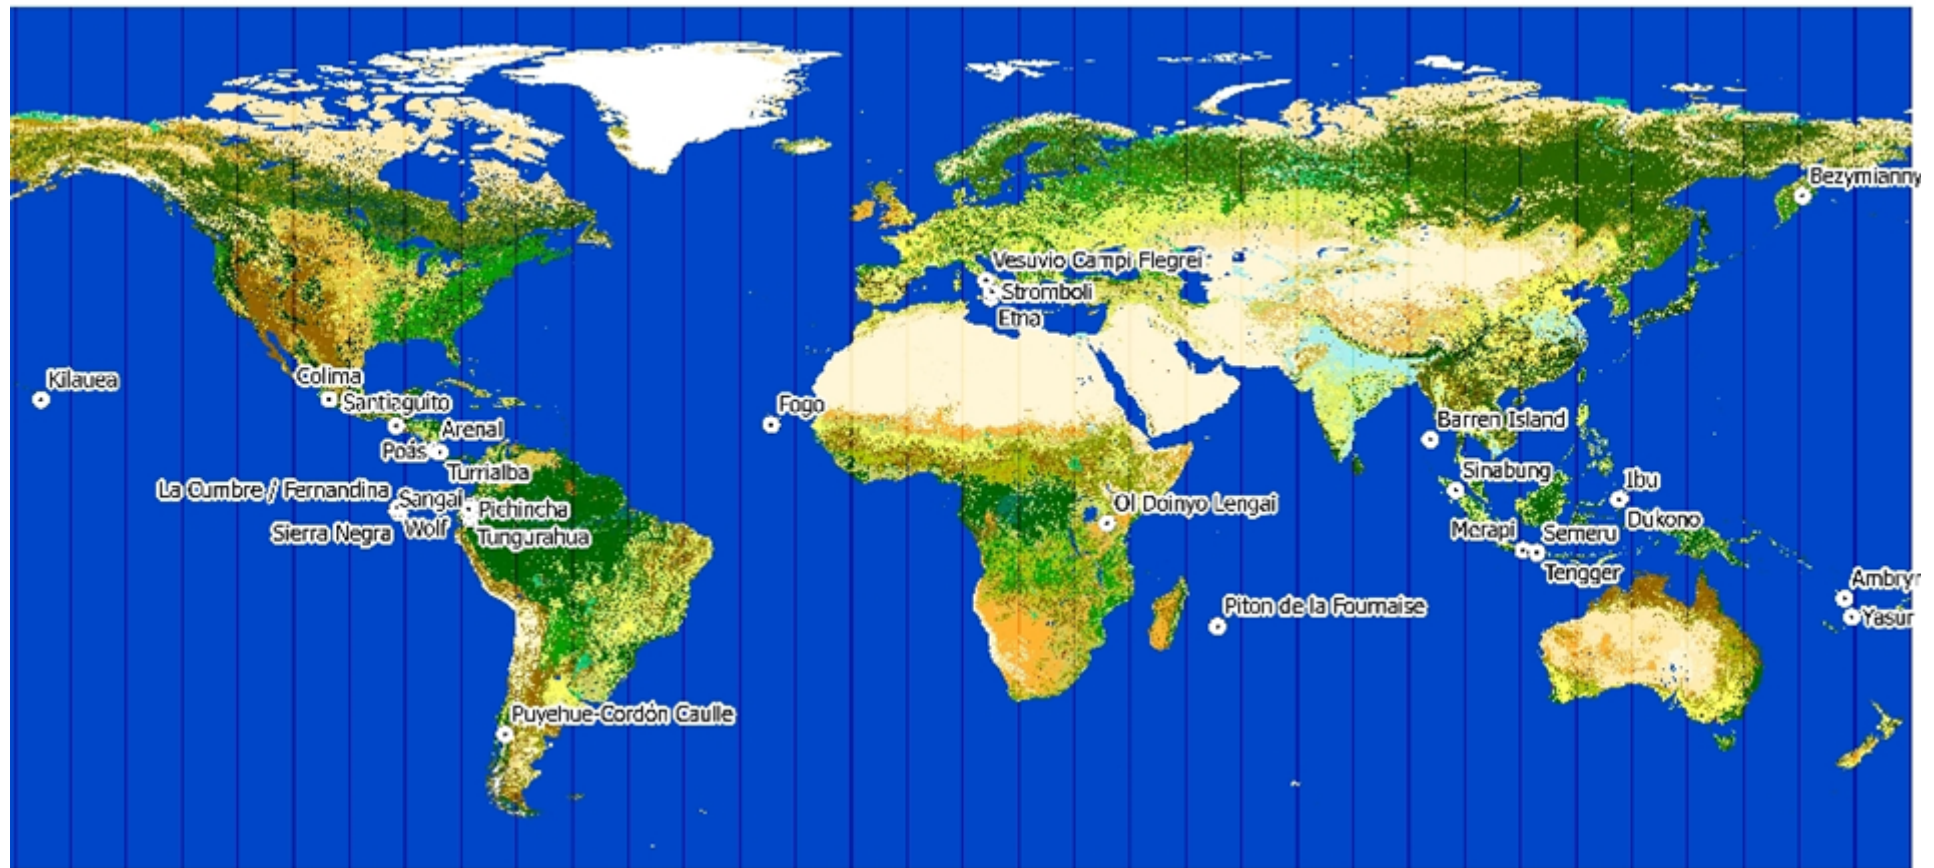 Bezymianny
Vesuvio Campi Flegrei
Stromboli
Etna
Kilauea
Colima
Santiaguito
Fogo
Arenal
Barren Island
Poás
Turrialba
Sinabung
La Cumbre / Fernandina
Sangai
Pichincha
Ibu
Ol Doinyo Lengai
Dukono
Sierra Negra
Wolf
Tungurahua
Merapi
Semeru
Tengger
Ambryr
Piton de la Fournaise
Yasur
Puyehue-Cordón Caulle